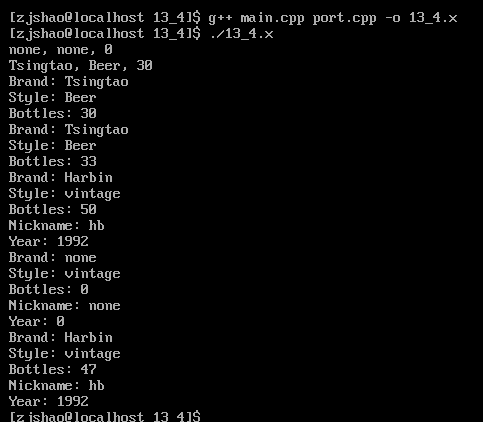 [zjshao@localhost 13_4]$ g++ main.cpp port.cpp -o 13_4.x
[zjshao@localhost 13_4]$ ./13_4.x
none, none, 0
Tsingtao, Beer, 30
Brand: Tsingtao
Style: Beer
Bottles: 30
Brand: Tsingtao
Style: Beer
Bottles: 33
Brand: Harbin
Style: vintage
Bottles: 50
Nickname: hb
Year: 1992
Brand: none
Style: vintage
Bottles: 0
Nickname: none
Year: 0
Brand: Harbin
Style: vintage
Bottles: 47
Nickname: hb
Year: 1992
[zjshao@localhost 13_4]$